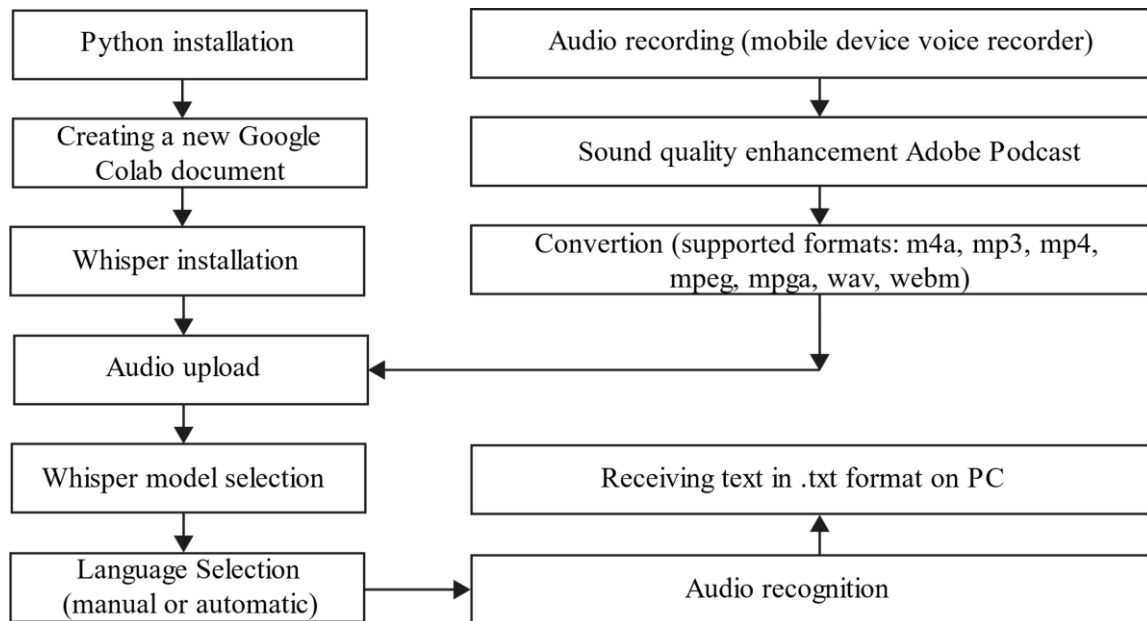 Python installation
Creating a new Google
Colab document
Whisper installation
Audio upload
Whisper model selection
Language Selection
(manual or automatic)
Audio recording (mobile device voice recorder)
Sound quality enhancement Adobe Podcast
Convertion (supported formats: m4a, mp3, mp4,
mpeg, mpga, wav, webm)
Receiving text in .txt format on PC
Audio recognition